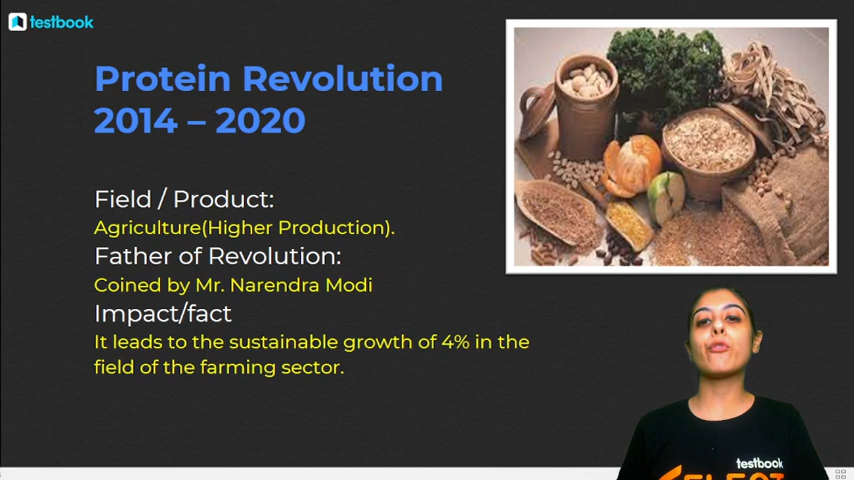 testbook
Protein Revolution
2014 – 2020
Field / Product:
Agriculture(Higher Production).
Father of Revolution:
Coined by Mr. Narendra Modi
Impact/fact
It leads to the sustainable growth of 4% in the
field of the farming sector.
testbook
SELECT